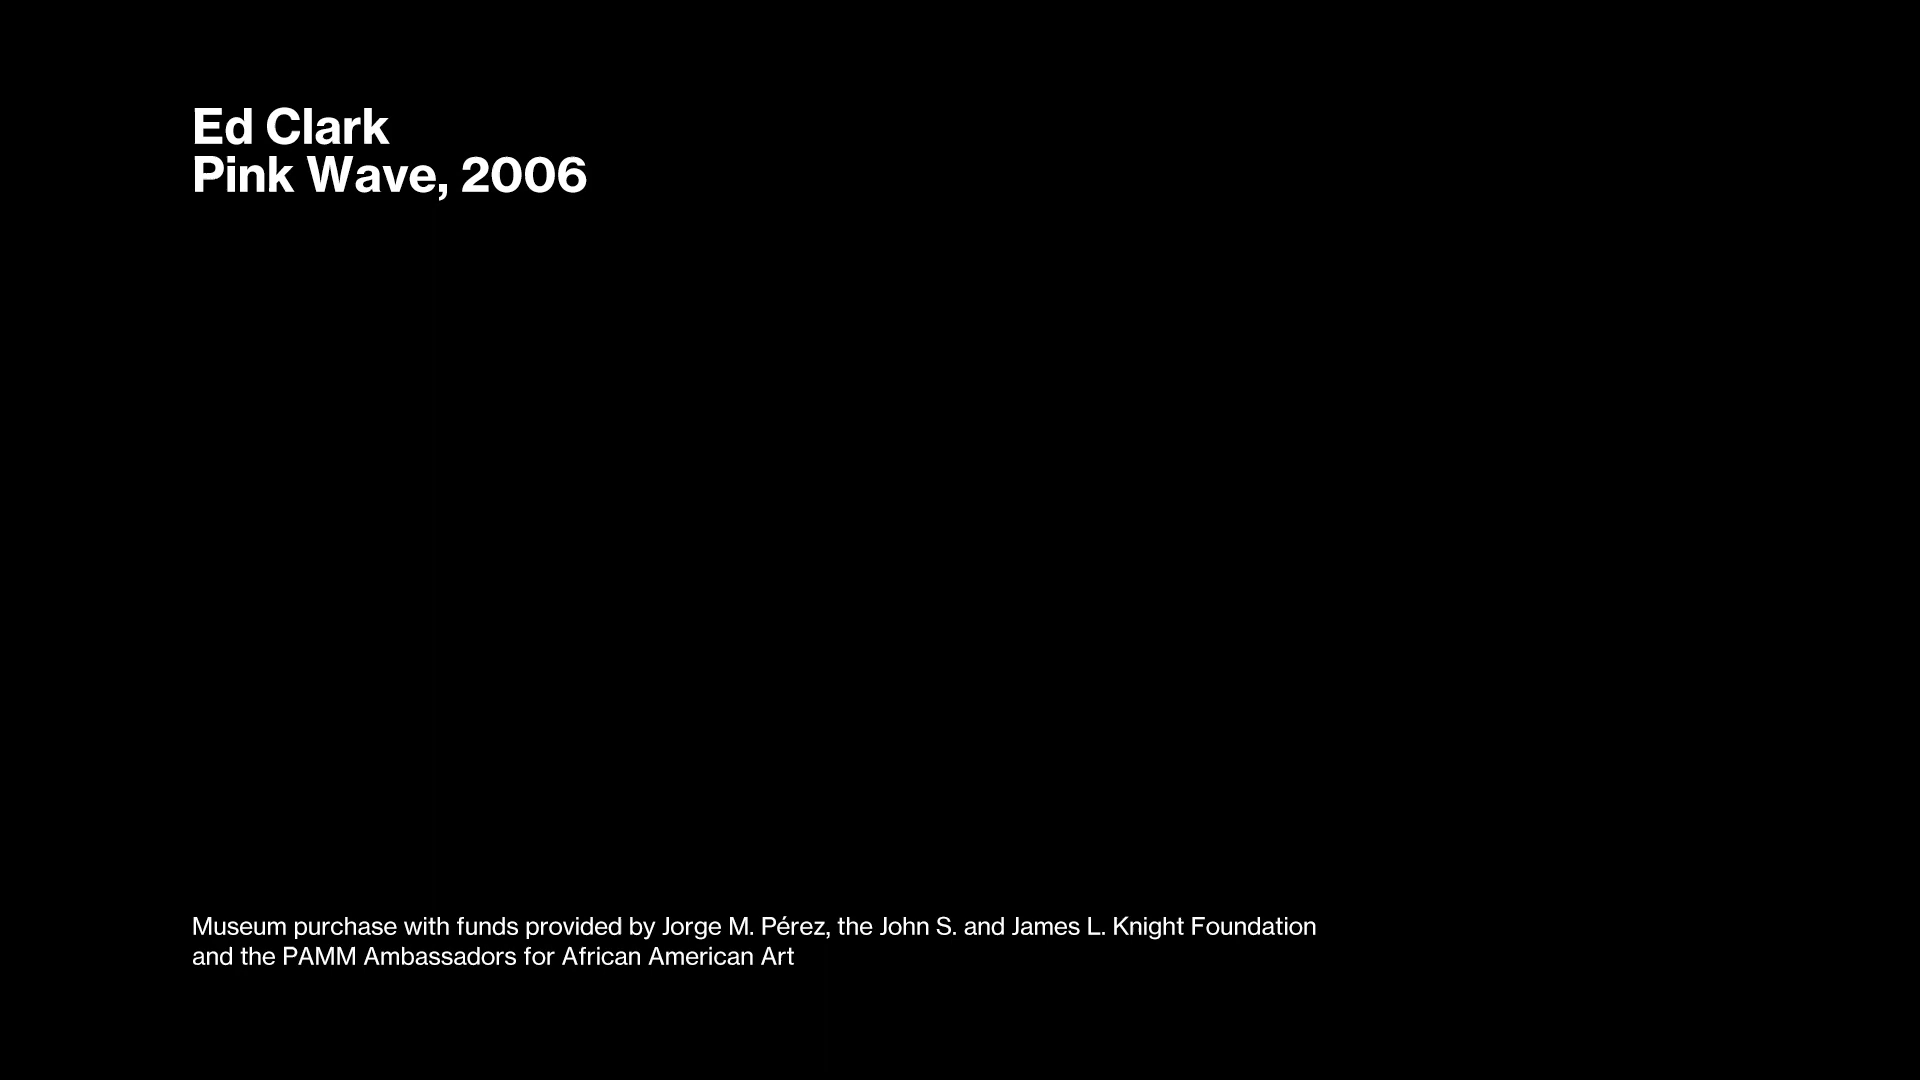 Ed Clark
Pink Wave, 2006
Museum purchase with funds provided by Jorge M. Pérez, the John S. and James L. Knight Foundation
and the PAMM Ambassadors for African American Art